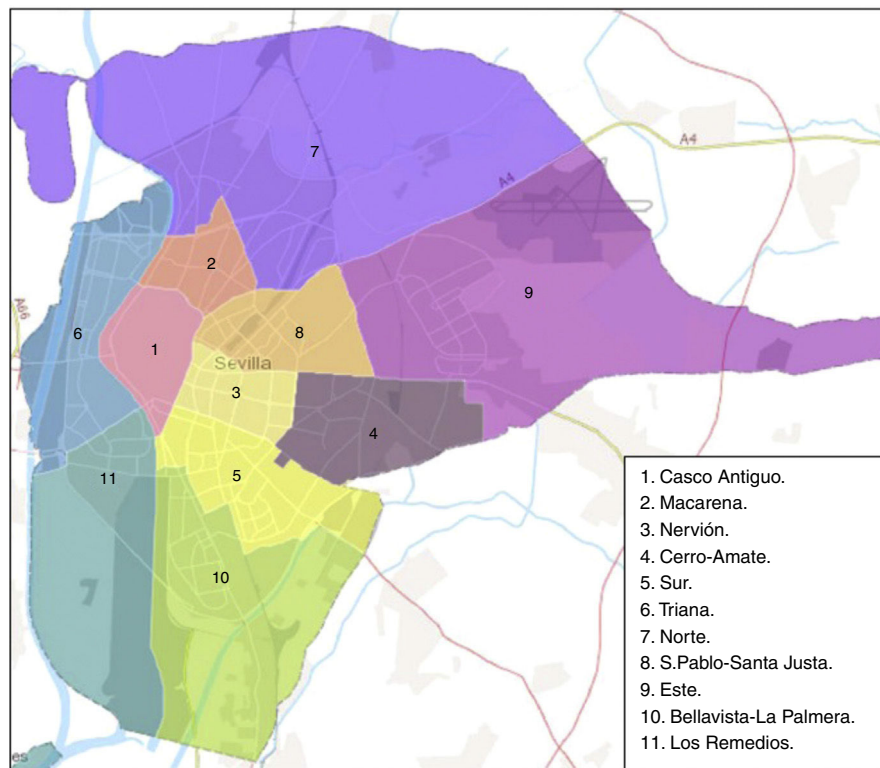 7
A4
A4
2
9
A66
6
1
8
Sevilla
3
4
5
11
10
es
1. Casco Antiguo.
2. Macarena.
3. Nervión.
4. Cerro-Amate.
5. Sur.
6. Triana.
7. Norte.
8. S.Pablo-Santa Justa.
9. Este.
10. Bellavista-La Palmera.
11. Los Remedios.